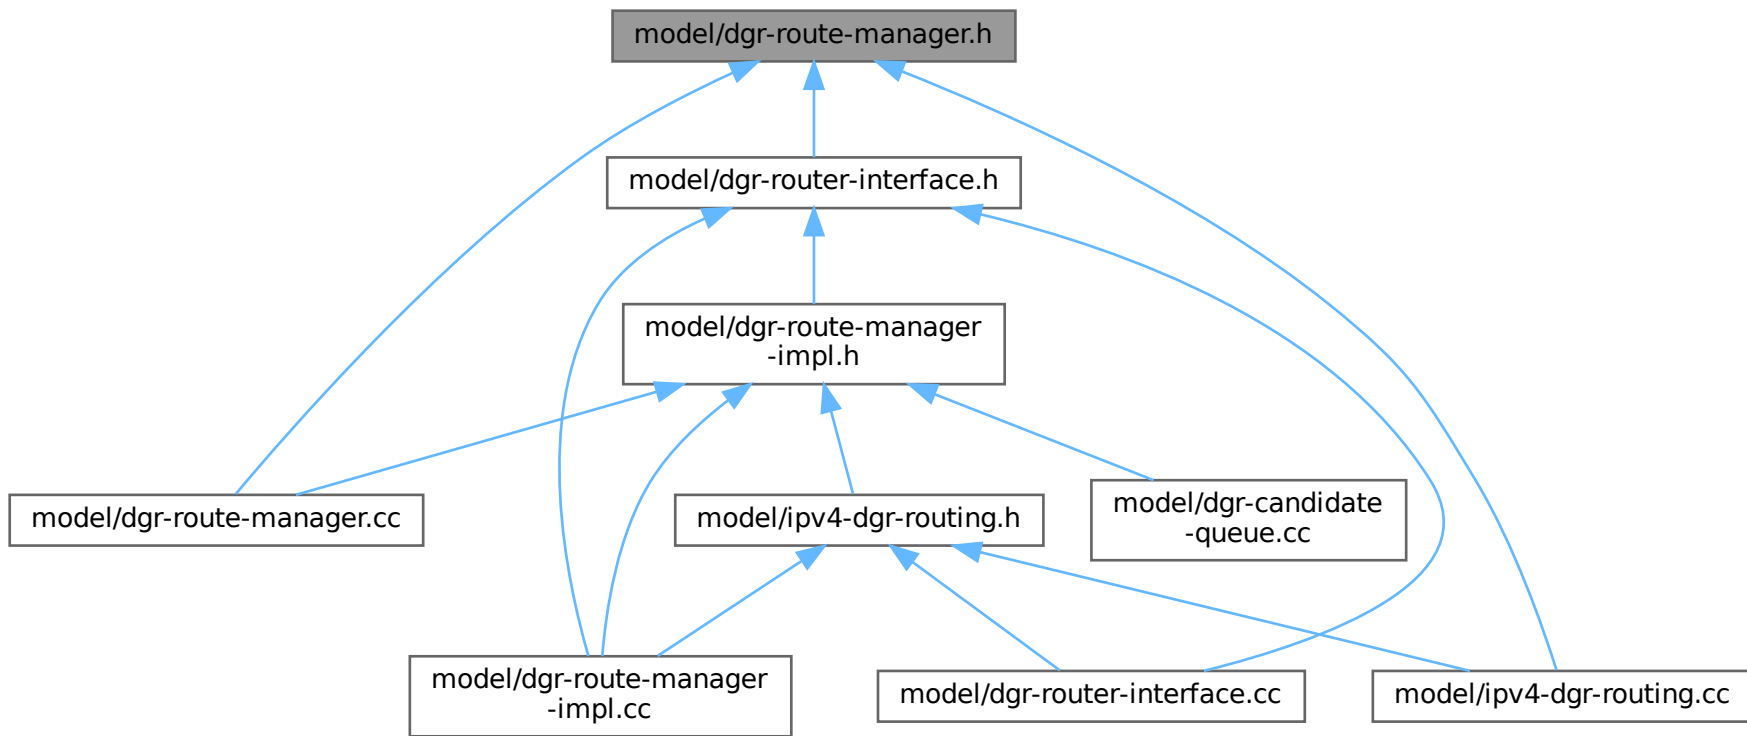 model/dgr-route-manager.h
model/dgr-router-interface.h
model/dgr-route-manager
-impl.h
model/dgr-route-manager.cc
model/ipv4-dgr-routing.h
model/dgr-candidate
-queue.cc
model/dgr-route-manager
-impl.cc
model/dgr-router-interface.cc
model/ipv4-dgr-routing.cc